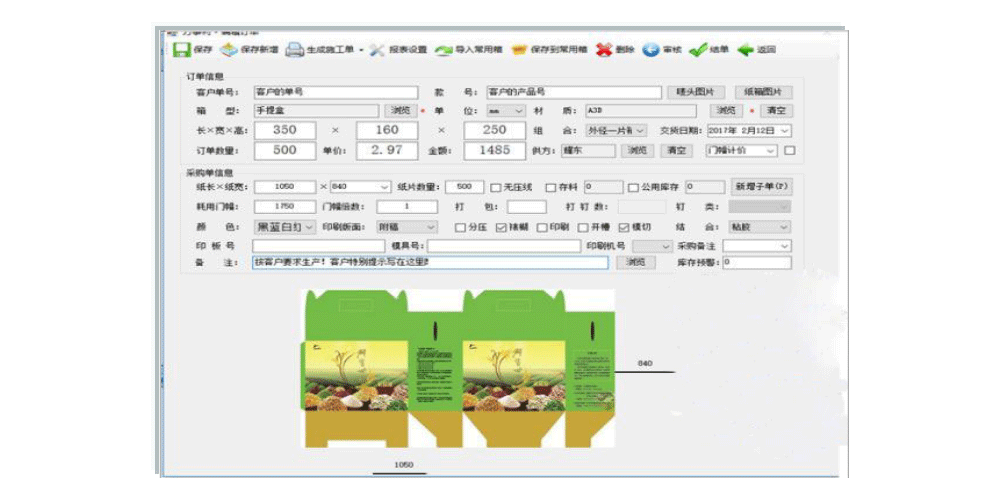 保存 保存新增 生成施工单 报表设置 导入常用箱 保存到常用箱 删除 审核 结单 返回
订单信息
客户单号: 客户的单号 款 号: 客户的产品号 唛头图片 纸箱图片
箱 型: 手提盒 浏览 * 单 位: mm 材 质: A3B 浏览 * 清空
长×宽×高: 350 × 160 × 250 组 合: 外径一片 交货日期: 2017年 2月12日
订单数量: 500 单价: 2.97 金额: 1485 供方: 浏览 清空 门幅计价
采购单信息
纸长×纸宽: 1050 ×840 纸片数量: 500 无压线 存料 0 公用库存 0 新增子单(P)
耗用门幅: 1750 门幅倍数: 1 打 包: 打 钉 数: 钉 类:
颜 色: 黑蓝白灯 印刷版面: 附稿 分压 裱糊 印刷 开槽 模切 结 合: 粘胶
印 板 号 模具号: 印刷机号 采购备注
备 注: 按客户要求生产!客户特别提示写在这里! 浏览 库存预警: 0
840
1050